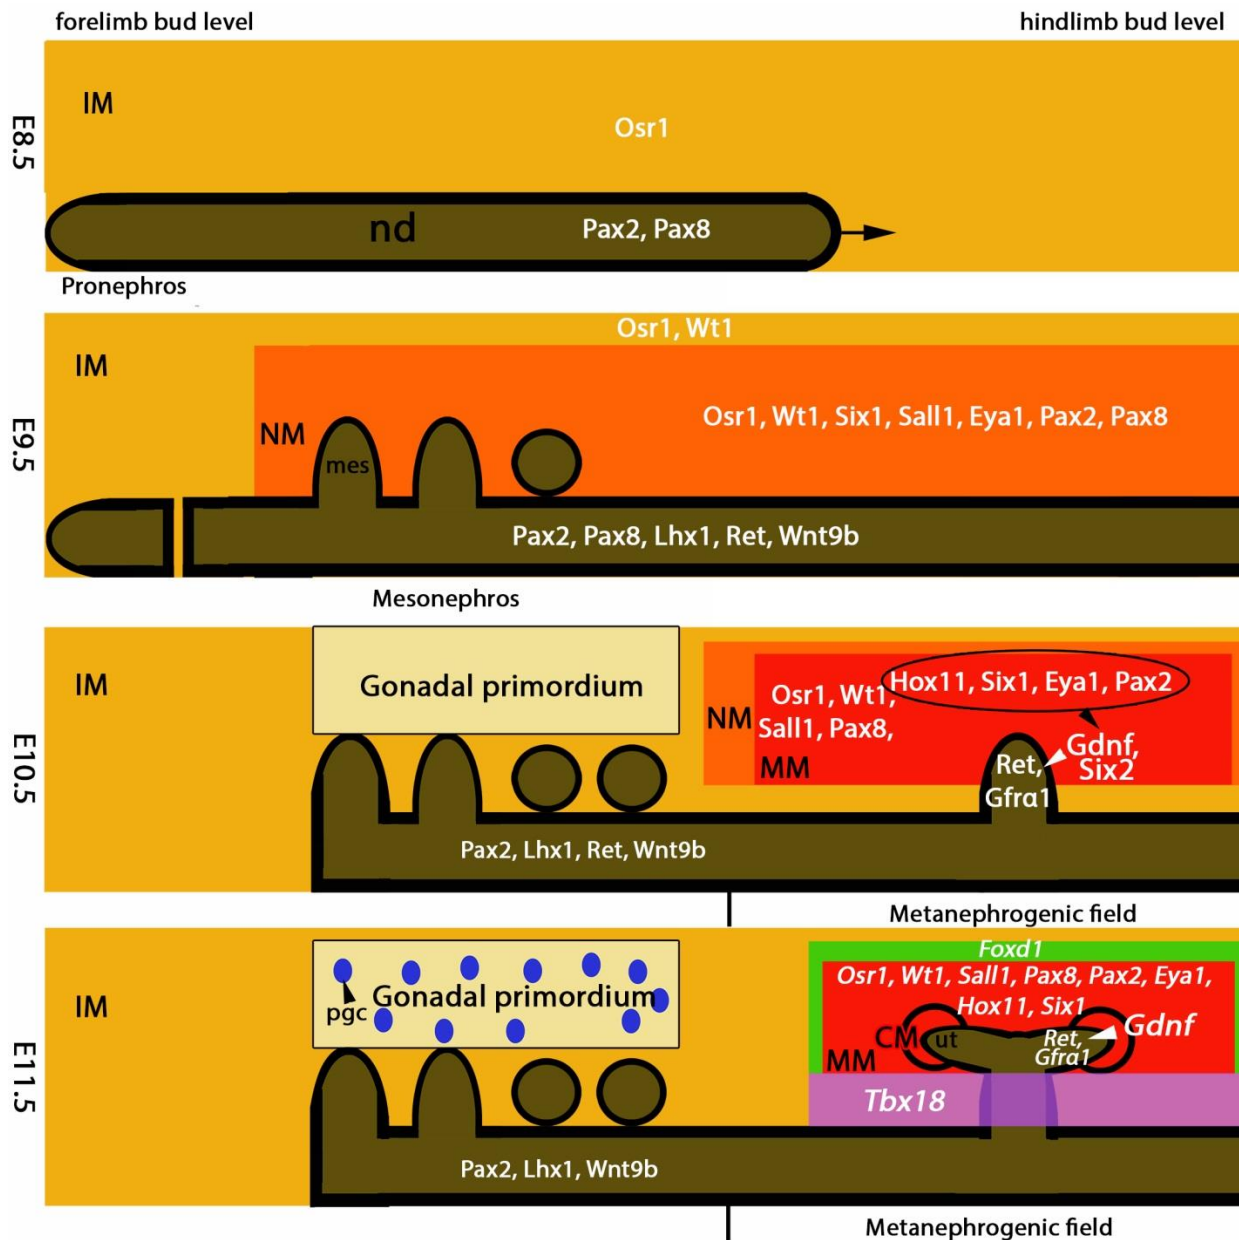 forelimb bud level
hindlimb bud level
E8.5
IM
Osr1
nd
Pax2, Pax8
Pronephros
E9.5
IM
Osr1, Wt1
Osr1, Wt1, Six1, Sall1, Eya1, Pax2, Pax8
NM
mes
Pax2, Pax8, Lhx1, Ret, Wnt9b
Mesonephros
E10.5
IM
Gonadal primordium
NM
Osr1, Wt1,
Sall1, Pax8,
MM
Hox11, Six1, Eya1, Pax2
Gdnf,
Six2
Ret,
Gfrα1
Pax2, Lhx1, Ret, Wnt9b
Metanephrogenic field
E11.5
IM
Gonadal primordium
pgc
Foxd1
Osr1, Wt1, Sall1, Pax8, Pax2, Eya1,
Hox11, Six1
CM
ut
Ret,
Gfrα1
Gdnf
MM
Tbx18
Pax2, Lhx1, Wnt9b
Metanephrogenic field